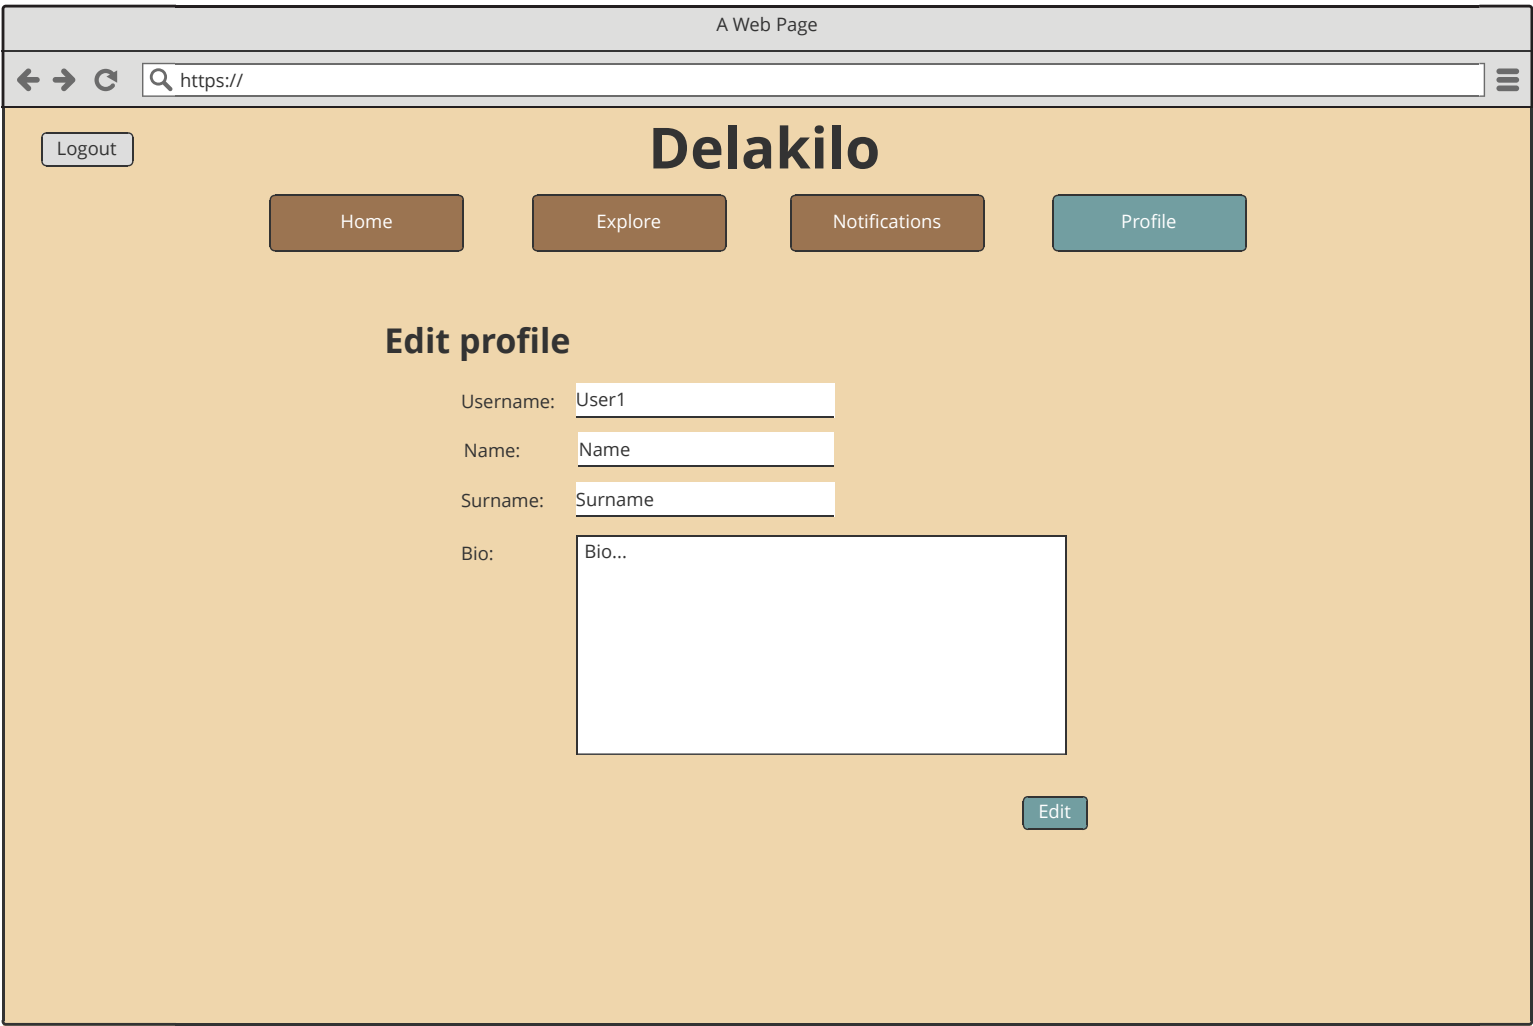 A Web Page
https://
Logout
Delakilo
Home
Explore
Notifications
Profile
Edit profile
Username:
User1
Name:
Name
Surname:
Surname
Bio:
Bio...
Edit